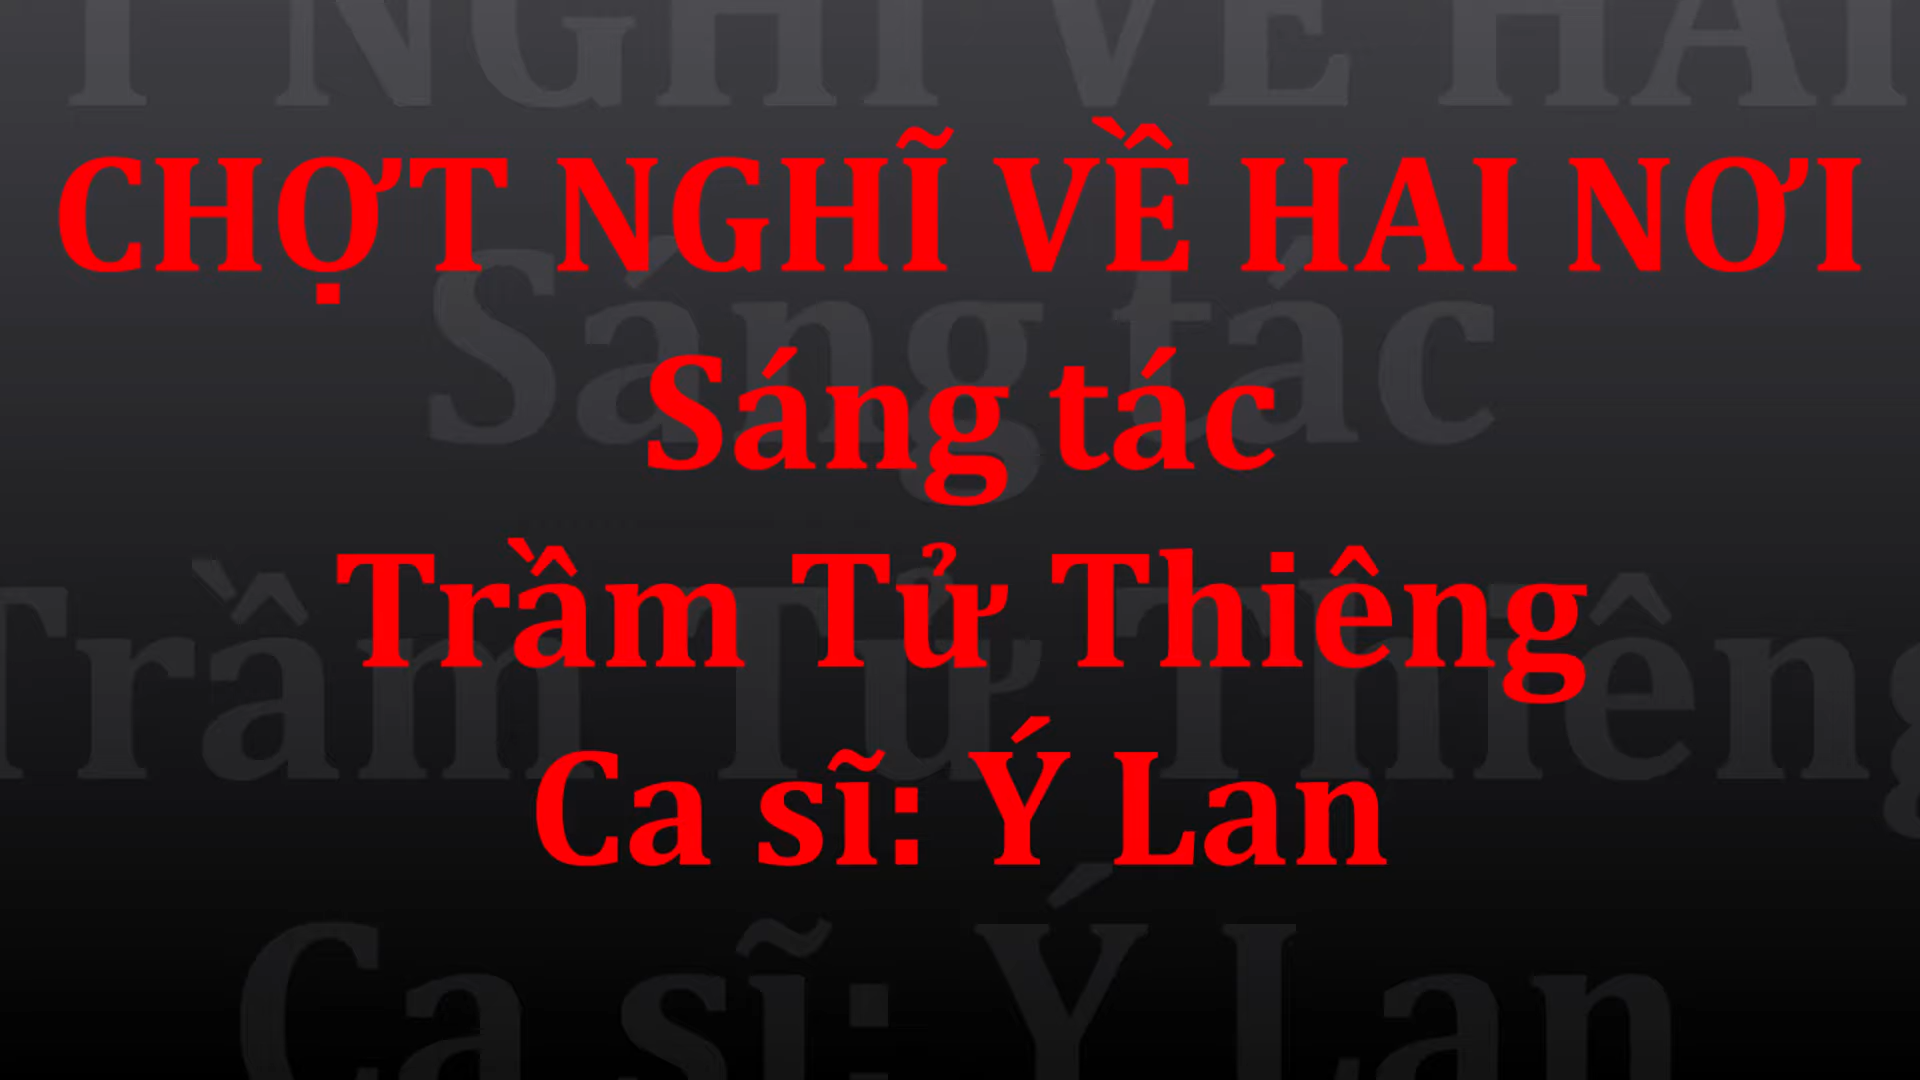 CHỢT NGHĨ VỀ HAI NƠI
Sáng tác
Trầm Tử Thiêng
Ca sĩ: Ý Lan